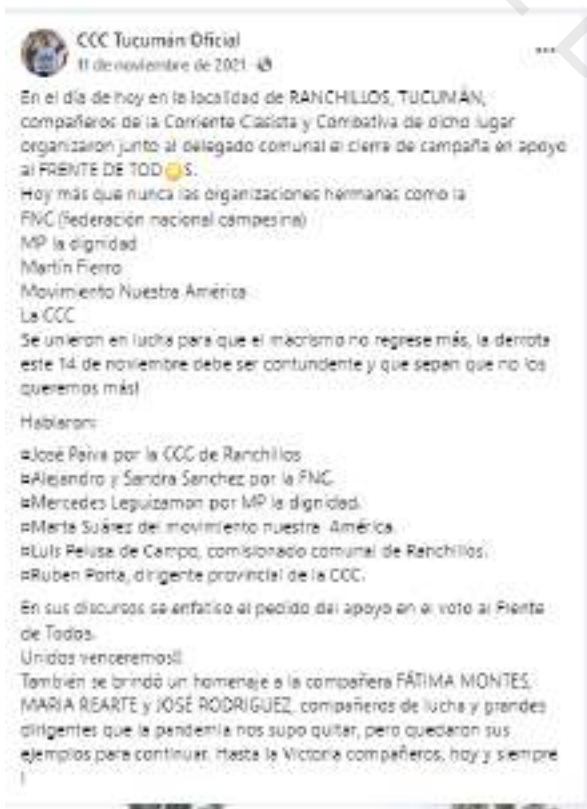 CCC Tucumán Oficial
11 de noviembre de 2021
En el día de hoy en la localidad de RANCHILLOS, TUCUMÁN,
compañeros de la Corriente Clasista y Combativa de dicho lugar
organizaron junto al delegado comunal el cierre de campaña en apoyo
al FRENTE DE TOD😊S.
Hoy más que nunca las organizaciones hermanas como la
FNC (federación nacional campesina)
MP la dignidad
Martín Fierro
Movimiento Nuestra América
La CCC
Se unieron en lucha para que el macrismo no regrese más, la derrota
este 14 de noviembre debe ser contundente y que sepan que no los
queremos más!
Hablaron:
¤José Paiva por la CCC de Ranchillos
¤Alejandro y Sandra Sanchez por la FNC.
¤Mercedes Leguizamon por MP la dignidad.
¤Marta Suárez del movimiento nuestra América.
¤Luis Pelusa de Campo, comisionado comunal de Ranchillos.
¤Ruben Porta, dirigente provincial de la CCC.
En sus discursos se enfatiso el pedido del apoyo en el voto al Frente
de Todos.
Unidos venceremos!!
También se brindó un homenaje a la compañera FÁTIMA MONTES,
MARIA REARTE y JOSÉ RODRIGUEZ, compañeros de lucha y grandes
dirigentes que la pandemia nos supo quitar, pero quedaron sus
ejemplos para continuar. Hasta la Victoria compañeros, hoy y siempre
!